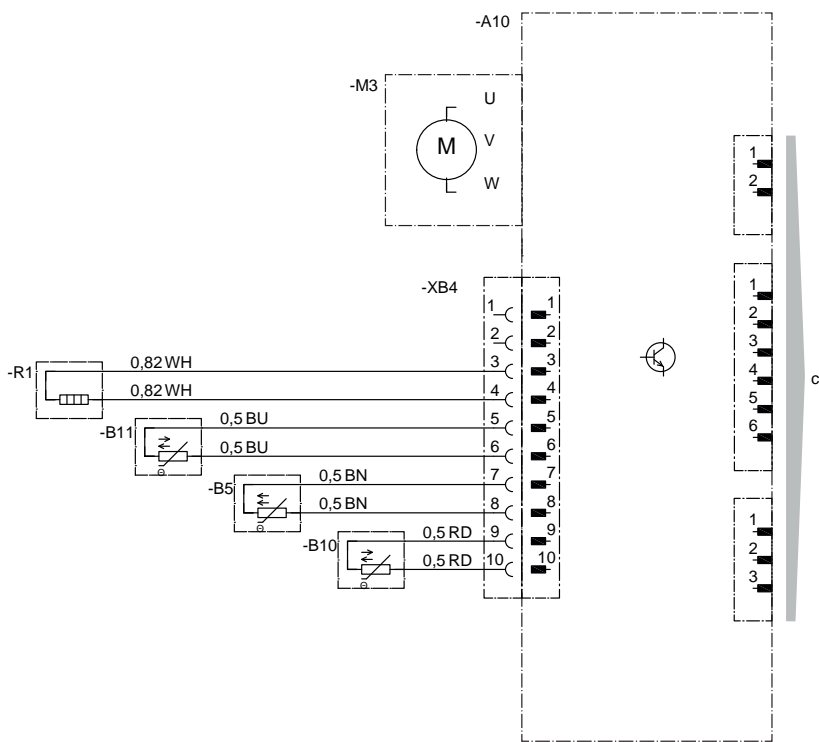 -A10
-M3
U
M
V
W
1
2
-XB4
1 1
2 2
-R1
0,82 WH
3 3
0,82 WH
4 4
-B11
0,5 BU
5 5
0,5 BU
6 6
-B5
0,5 BN
7 7
0,5 BN
8 8
-B10
0,5 RD
9 9
0,5 RD
10 10
1
2
3
4
5
6
c
1
2
3